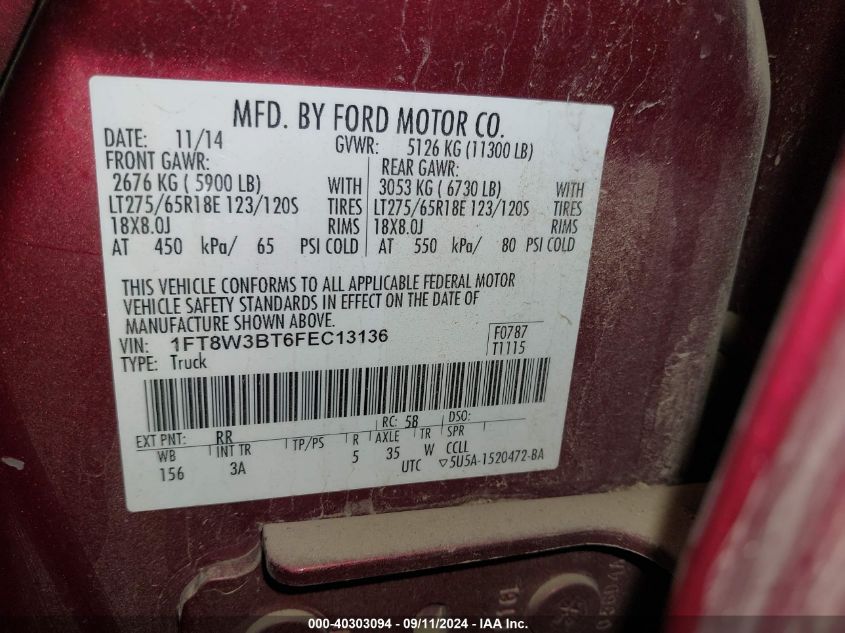 MFD. BY FORD MOTOR CO.
DATE: 11/14 GVWR: 5126 KG (11300 LB)
FRONT GAWR: REAR GAWR:
2676 KG ( 5900 LB) WITH 3053 KG ( 6730 LB) WITH
LT275/65R18E 123/120S TIRES LT275/65R18E 123/120S TIRES
18X8.0J RIMS 18X8.0J RIMS
AT 450 kPa/ 65 PSI COLD AT 550 kPa/ 80 PSI COLD
THIS VEHICLE CONFORMS TO ALL APPLICABLE FEDERAL MOTOR
VEHICLE SAFETY STANDARDS IN EFFECT ON THE DATE OF
MANUFACTURE SHOWN ABOVE.
VIN: 1FT8W3BT6FEC13136 F0787
TYPE: Truck T1115
EXT PNT: RR RC: 58 DSO:
WB INT TR TP/PS R AXLE TR SPR
156 3A 5 35 W CCLL
UTC ▽5U5A-1520472-BA
000-40303094 - 09/11/2024 - IAA Inc.